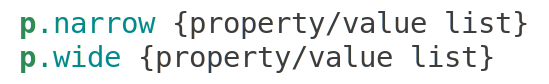 p.narrow {property/value list}
p.wide {property/value list}